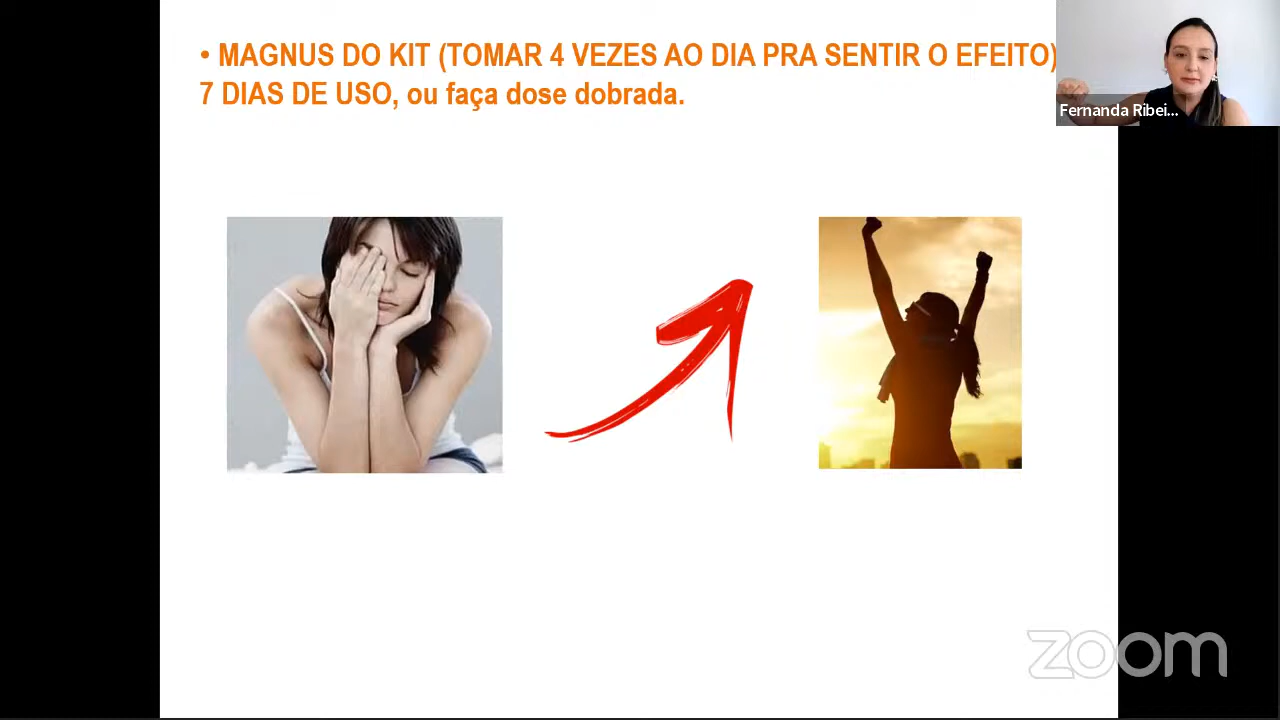 • MAGNUS DO KIT (TOMAR 4 VEZES AO DIA PRA SENTIR O EFEITO)
7 DIAS DE USO, ou faça dose dobrada.
Fernanda Ribei...
zoom